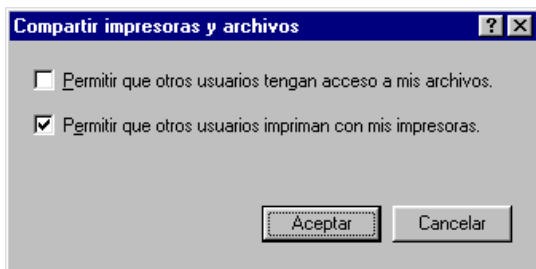 Compartir impresoras y archivos
Permitir que otros usuarios tengan acceso a mis archivos.
Permitir que otros usuarios impriman con mis impresoras.
Aceptar Cancelar